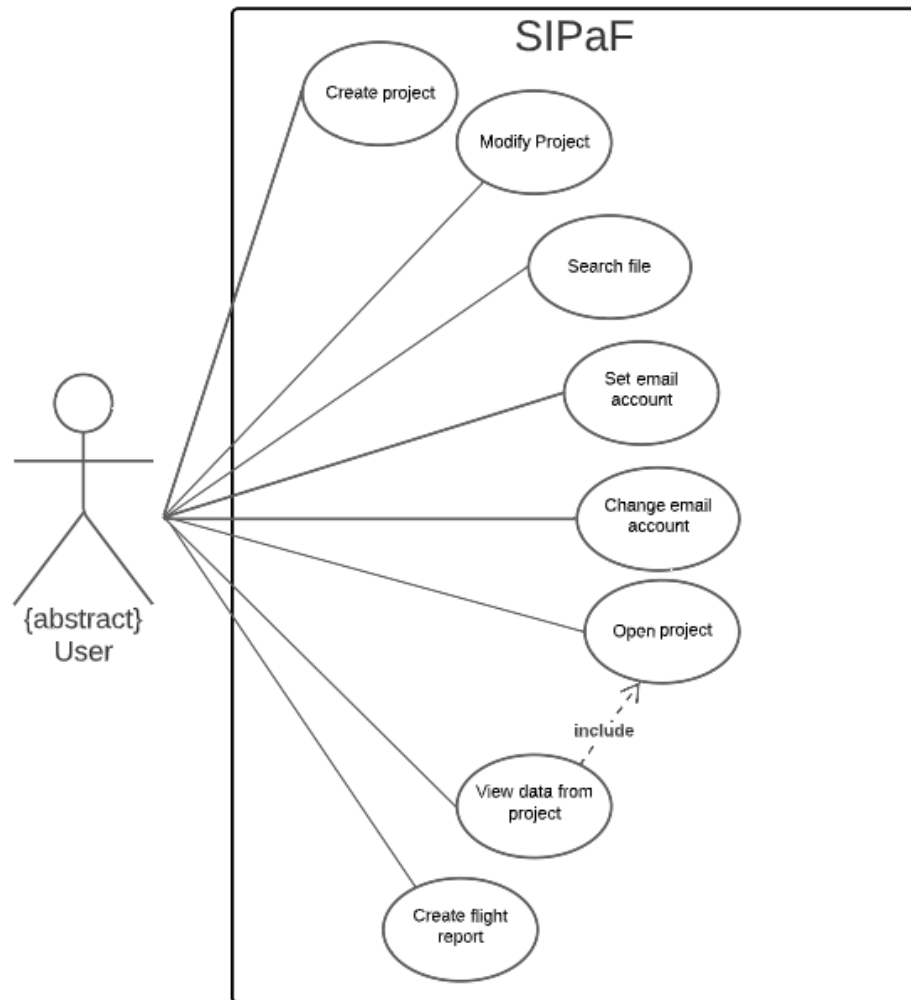 SIPaF
Create project
Modify Project
Search file
Set email
account
Change email
account
Open project
{abstract}
User
include
View data from
project
Create flight
report